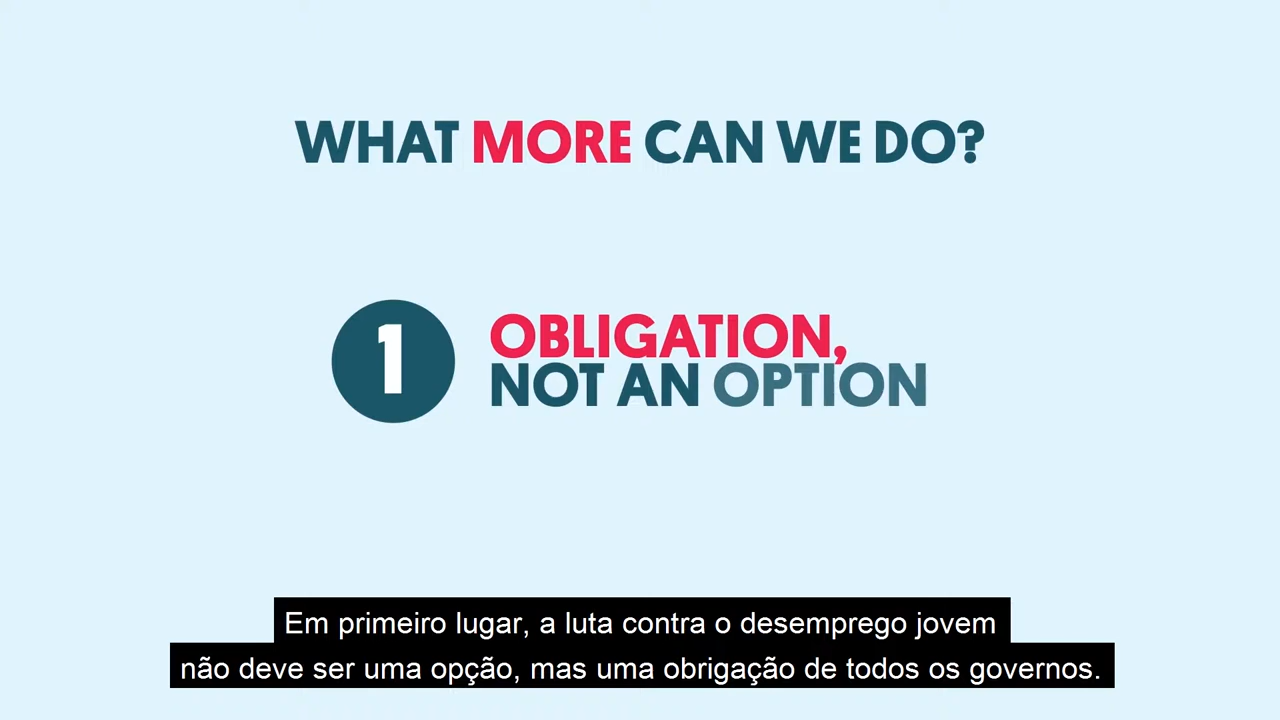 WHAT MORE CAN WE DO?
1
OBLIGATION,
NOT AN OPTION
Em primeiro lugar, a luta contra o desemprego jovem
não deve ser uma opção, mas uma obrigação de todos os governos.